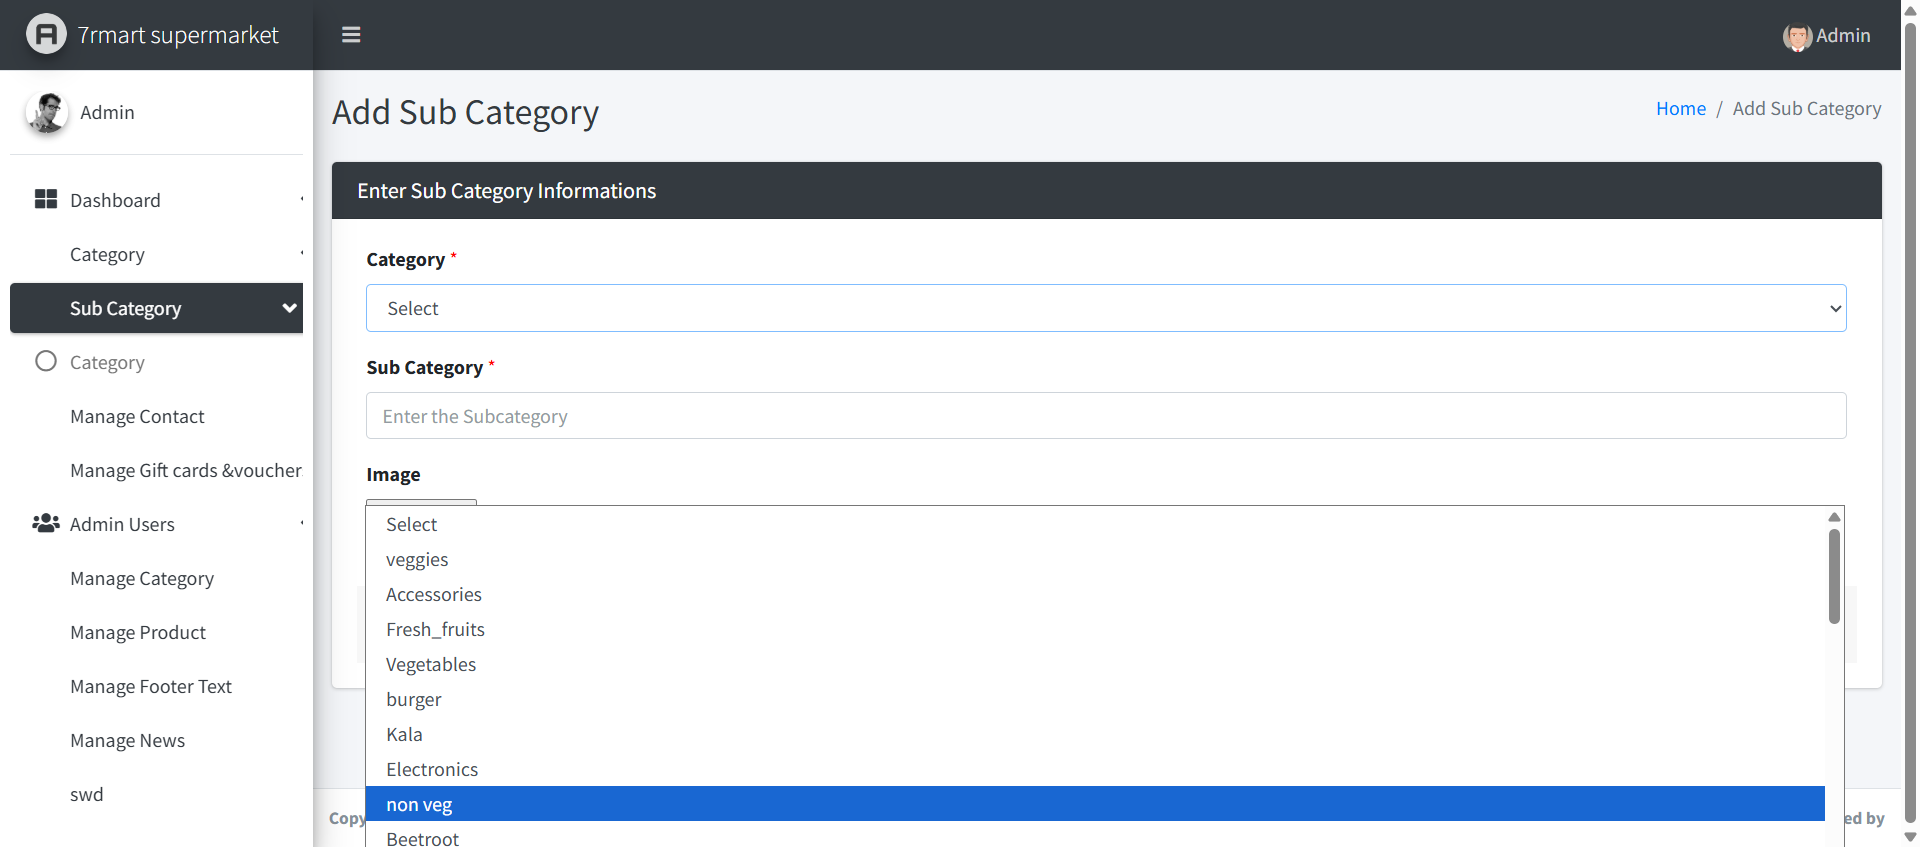 7rmart supermarket
Admin
Admin
Add Sub Category
Home / Add Sub Category
Dashboard
Category
Sub Category
Category
Manage Contact
Manage Gift cards &voucher
Admin Users
Manage Category
Manage Product
Manage Footer Text
Manage News
swd
Enter Sub Category Informations
Category *
Select
Sub Category *
Enter the Subcategory
Image
Select
veggies
Accessories
Fresh_fruits
Vegetables
burger
Kala
Electronics
non veg
Beetroot
Copy
ed by